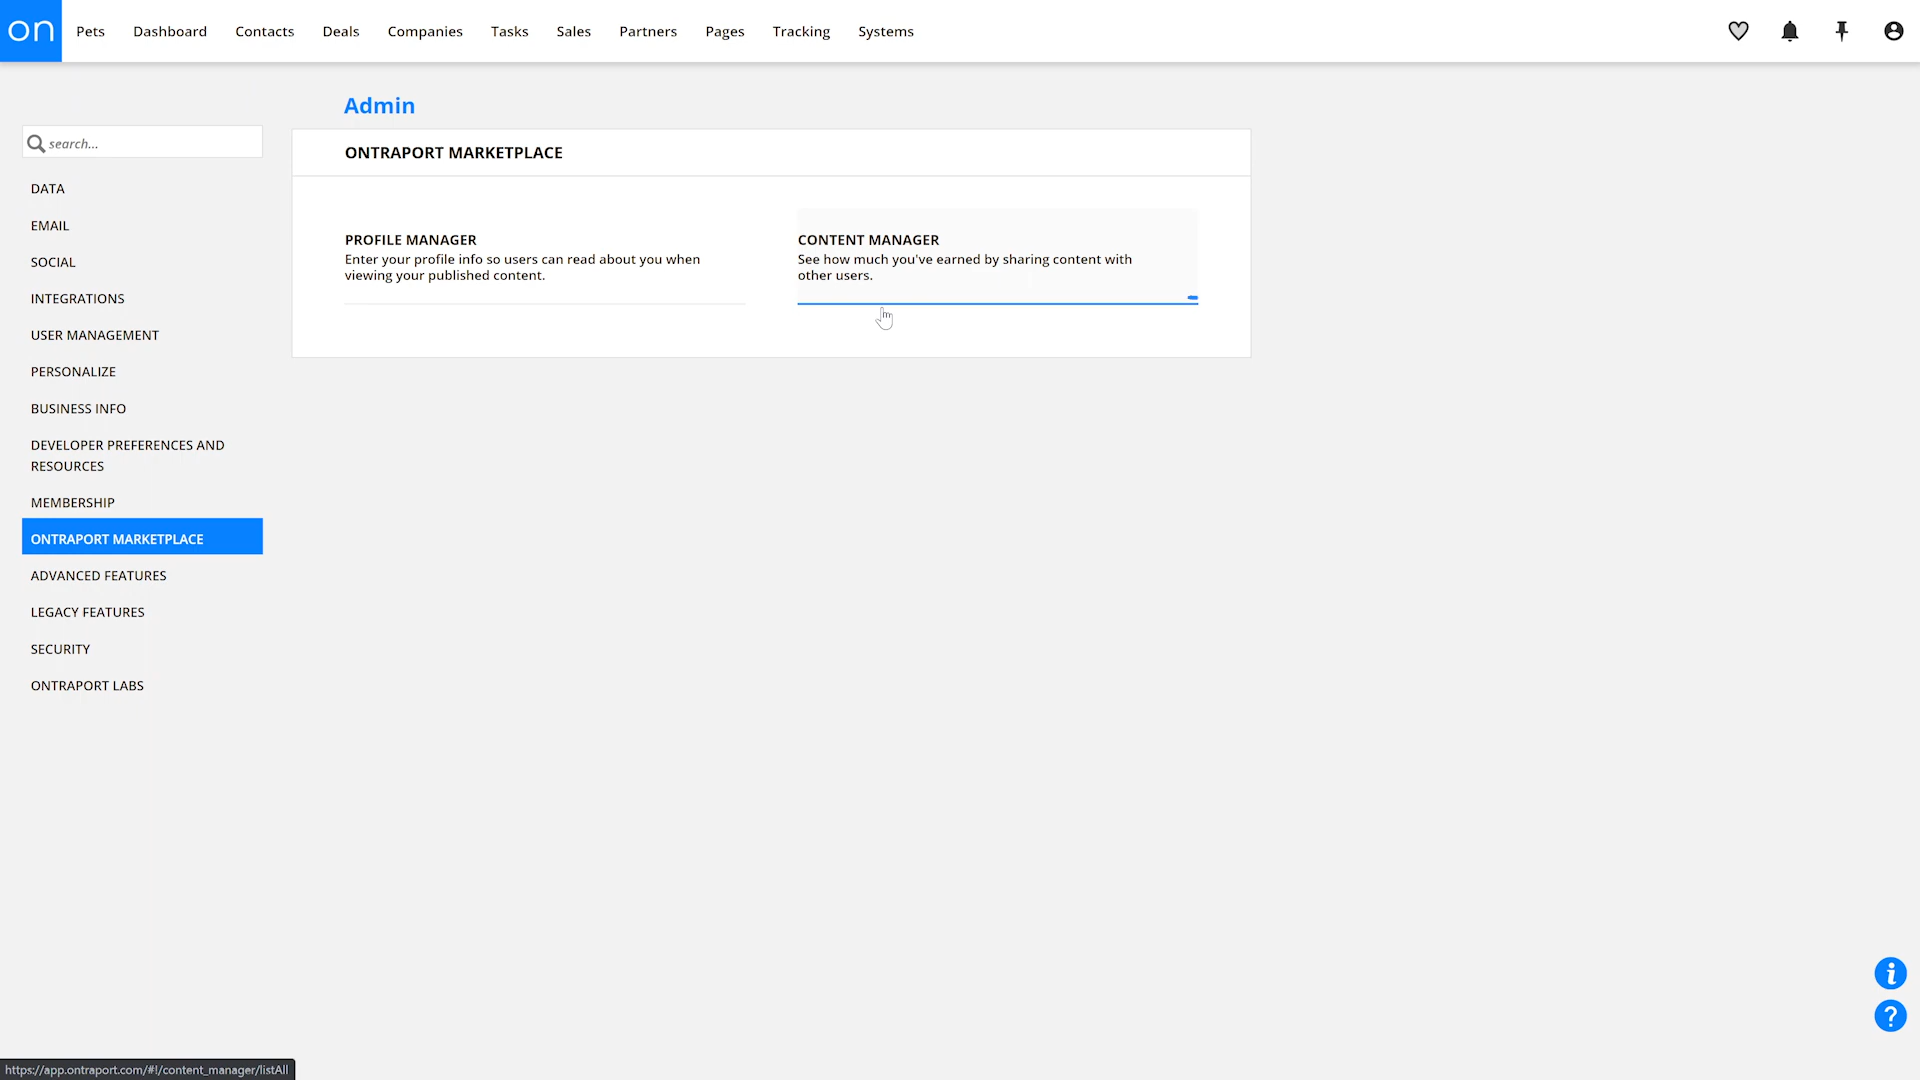 on
Pets Dashboard Contacts Deals Companies Tasks Sales Partners Pages Tracking Systems
Admin
search...
DATA
EMAIL
SOCIAL
INTEGRATIONS
USER MANAGEMENT
PERSONALIZE
BUSINESS INFO
DEVELOPER PREFERENCES AND
RESOURCES
MEMBERSHIP
ONTRAPORT MARKETPLACE
ADVANCED FEATURES
LEGACY FEATURES
SECURITY
ONTRAPORT LABS
ONTRAPORT MARKETPLACE
PROFILE MANAGER
Enter your profile info so users can read about you when
viewing your published content.
CONTENT MANAGER
See how much you've earned by sharing content with
other users.
i
?
https://app.ontraport.com/#!/content_manager/listAll